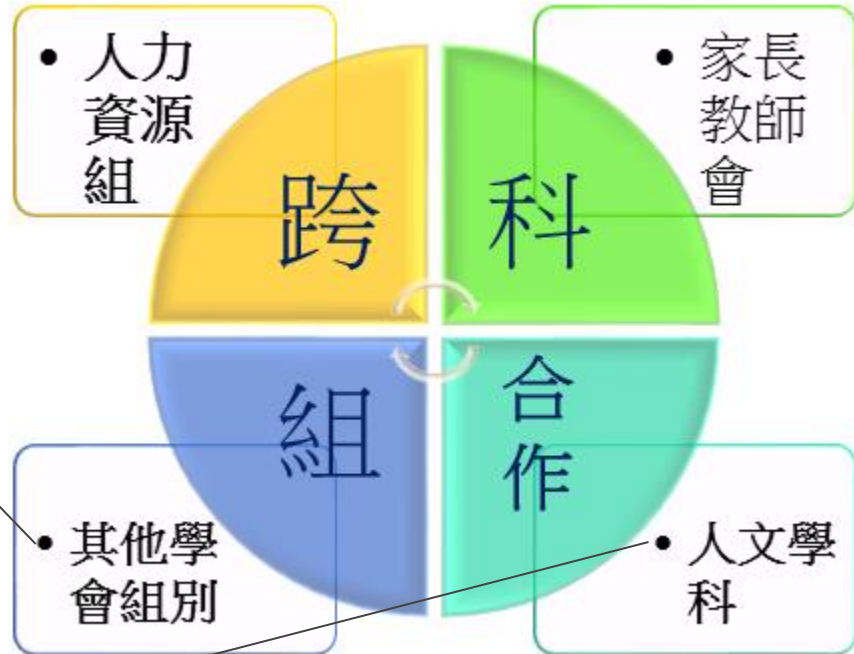 • 人力
資源
組
• 家長
教師
會
跨
科
組
合
作
• 其他學
會組別
• 人文學
科